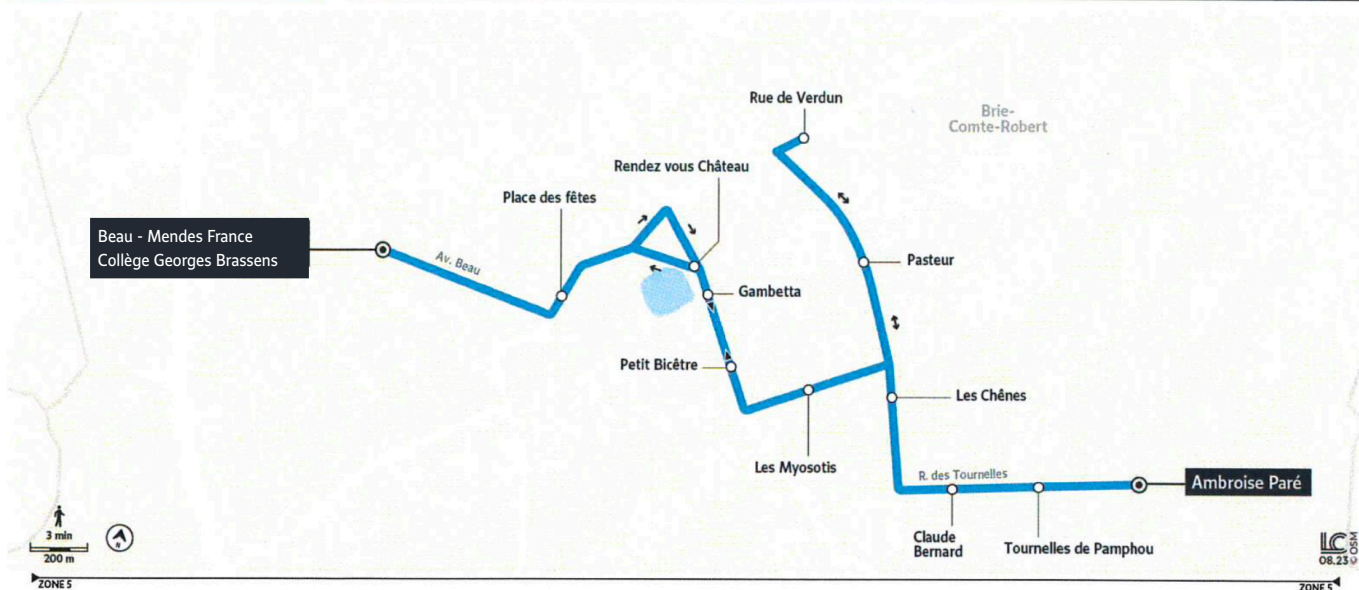 Rue de Verdun
Brie-
Comte-Robert
Rendez vous Château
Place des fêtes
Beau - Mendes France
Collège Georges Brassens
Av. Beau
Pasteur
Gambetta
Petit Bicêtre
Les Chênes
Les Myosotis
R. des Tournelles
Ambroise Paré
Claude
Bernard
Tournelles de Pamphou
3 min
200 m
N
LC
08.23
© OSM
ZONE 5
ZONE 5